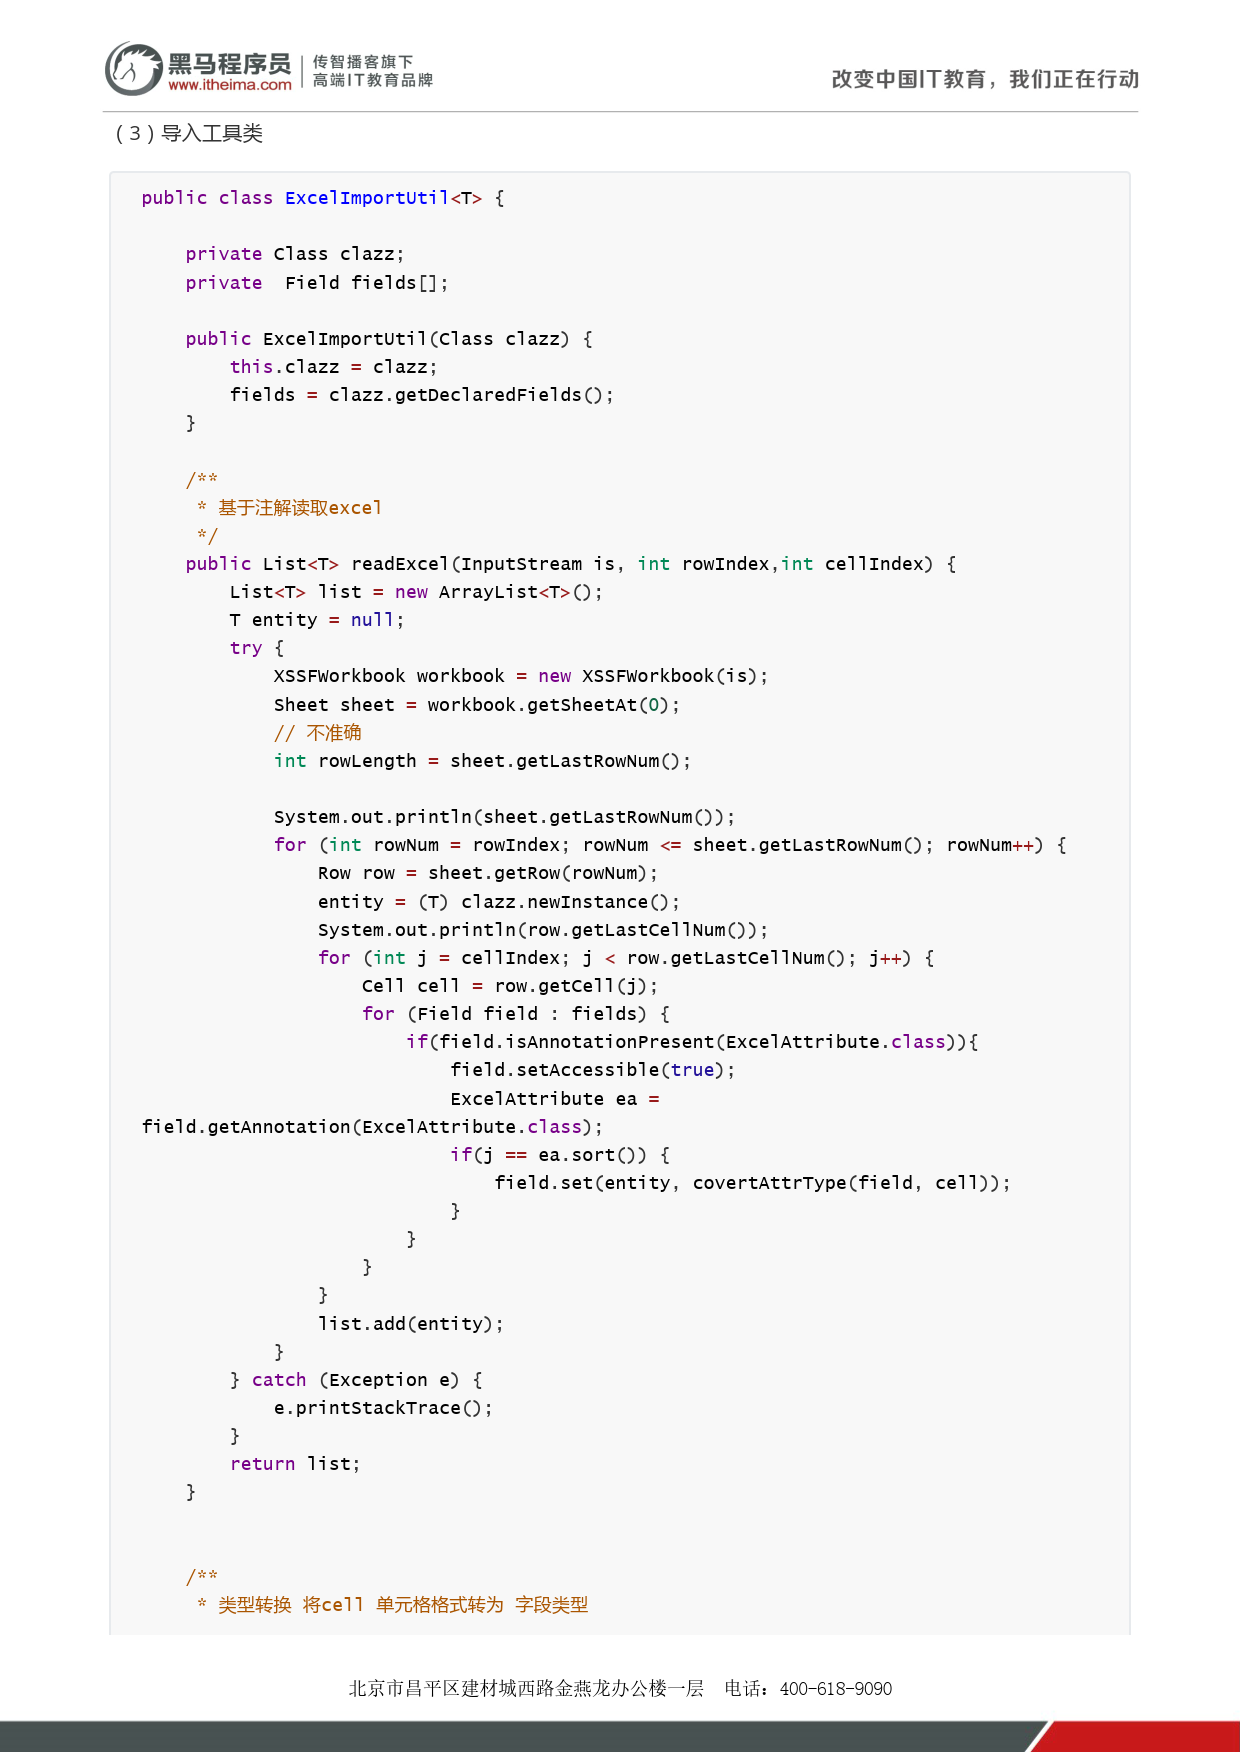 黑马程序员
www.itheima.com
传智播客旗下
高端IT教育品牌
改变中国IT教育，我们正在行动
（3）导入工具类
public class ExcelImportUtil<T> {

    private Class clazz;
    private  Field fields[];

    public ExcelImportUtil(Class clazz) {
        this.clazz = clazz;
        fields = clazz.getDeclaredFields();
    }

    /**
     * 基于注解读取excel
     */
    public List<T> readExcel(InputStream is, int rowIndex,int cellIndex) {
        List<T> list = new ArrayList<T>();
        T entity = null;
        try {
            XSSFWorkbook workbook = new XSSFWorkbook(is);
            Sheet sheet = workbook.getSheetAt(0);
            // 不准确
            int rowLength = sheet.getLastRowNum();

            System.out.println(sheet.getLastRowNum());
            for (int rowNum = rowIndex; rowNum <= sheet.getLastRowNum(); rowNum++) {
                Row row = sheet.getRow(rowNum);
                entity = (T) clazz.newInstance();
                System.out.println(row.getLastCellNum());
                for (int j = cellIndex; j < row.getLastCellNum(); j++) {
                    Cell cell = row.getCell(j);
                    for (Field field : fields) {
                        if(field.isAnnotationPresent(ExcelAttribute.class)){
                            field.setAccessible(true);
                            ExcelAttribute ea =
field.getAnnotation(ExcelAttribute.class);
                            if(j == ea.sort()) {
                                field.set(entity, covertAttrType(field, cell));
                            }
                        }
                    }
                }
                list.add(entity);
            }
        } catch (Exception e) {
            e.printStackTrace();
        }
        return list;
    }


    /**
     * 类型转换 将cell 单元格格式转为 字段类型
北京市昌平区建材城西路金燕龙办公楼一层  电话：400-618-9090